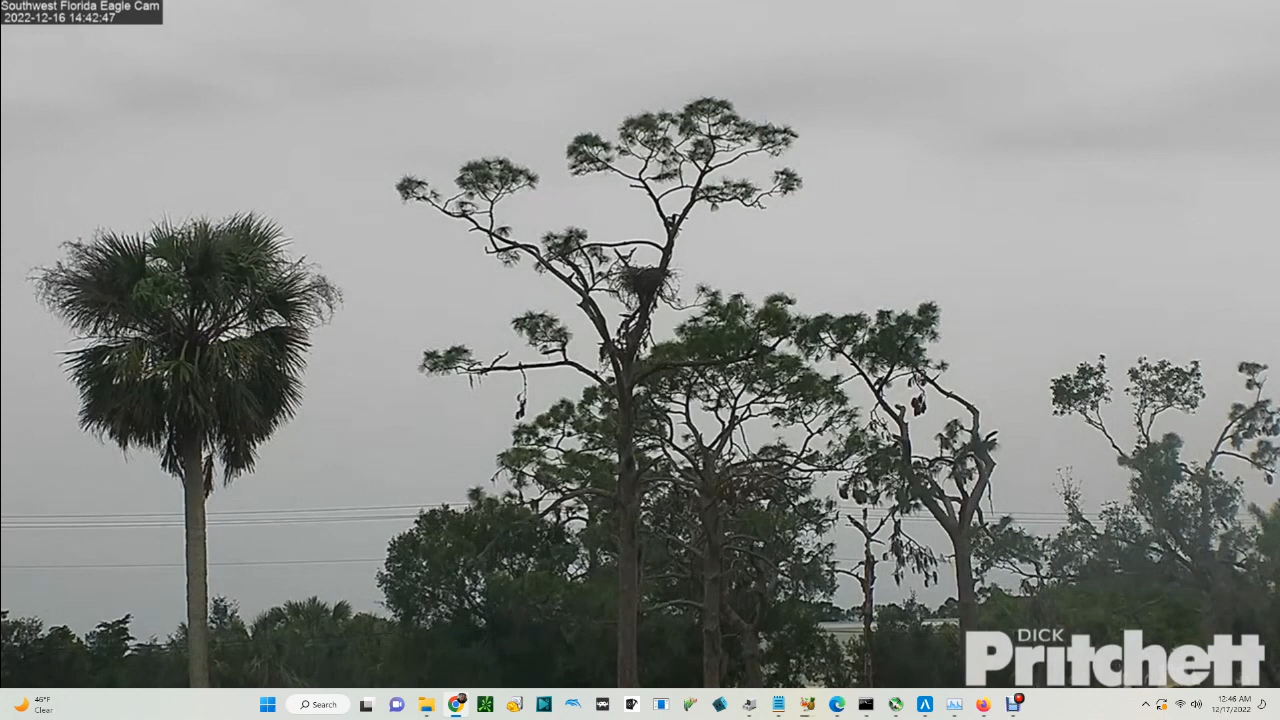 Southwest Florida Eagle Cam
2022-12-16 14:42:47
DICK
Pritchett
46°F
Clear
Search
12:46 AM
12/17/2022